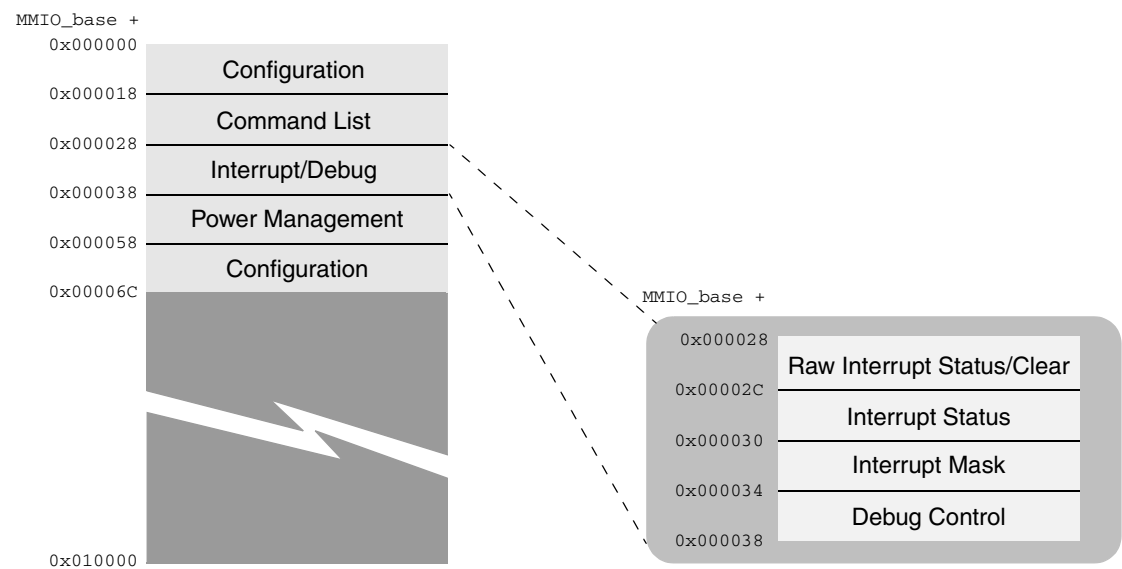 MMIO_base +
0x000000
Configuration
0x000018
Command List
0x000028
Interrupt/Debug
0x000038
Power Management
0x000058
Configuration
0x00006C
0x010000
MMIO_base +
0x000028
Raw Interrupt Status/Clear
0x00002C
Interrupt Status
0x000030
Interrupt Mask
0x000034
Debug Control
0x000038